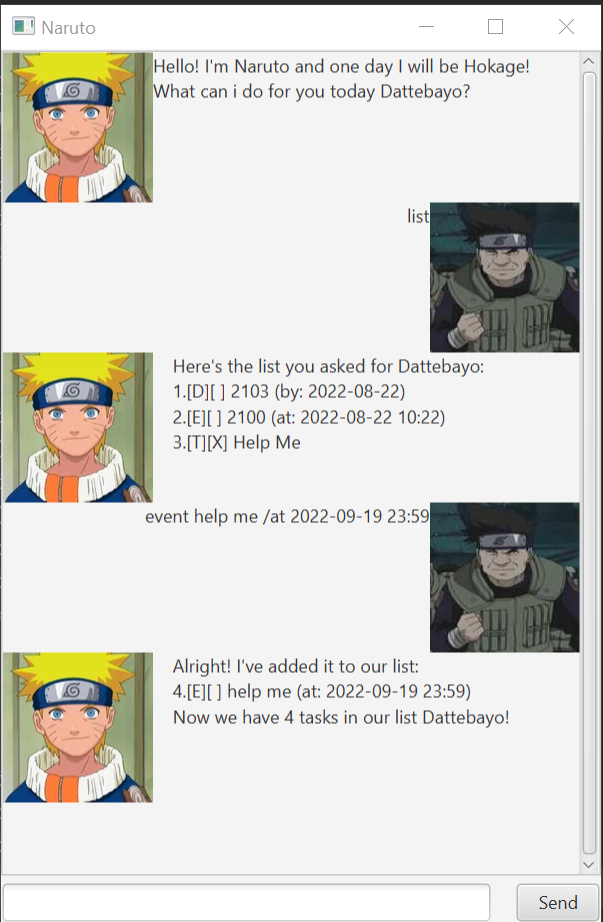 Naruto
Hello! I'm Naruto and one day I will be Hokage!
What can i do for you today Dattebayo?
list
Here's the list you asked for Dattebayo:
1.[D][ ] 2103 (by: 2022-08-22)
2.[E][ ] 2100 (at: 2022-08-22 10:22)
3.[T][X] Help Me
event help me /at 2022-09-19 23:59
Alright! I've added it to our list:
4.[E][ ] help me (at: 2022-09-19 23:59)
Now we have 4 tasks in our list Dattebayo!
Send